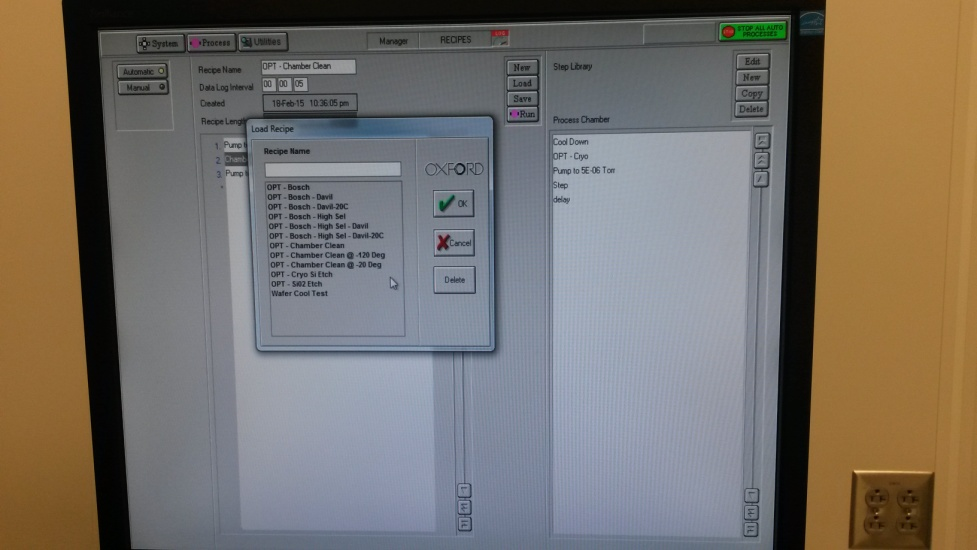 System
Process
Utilities
Manager
RECIPES
STOP ALL AUTO
PROCESSES
Automatic
Manual
Recipe Name
OPT - Chamber Clean
Data Log Interval
00 00 05
Created
18-Feb-15 10:36:05 pm
Recipe Length
1. Pump
2
3. Pump
New
Load
Save
Run
Load Recipe
Recipe Name
OXFORD
OPT - Bosch
OPT - Bosch - Davil
OPT - Bosch - Davil-20C
OPT - Bosch - High Sel
OPT - Bosch - High Sel - Davil
OPT - Bosch - High Sel - Davil-20C
OPT - Chamber Clean
OPT - Chamber Clean @ -120 Deg
OPT - Chamber Clean @ -20 Deg
OPT - Cryo Si Etch
OPT - Si02 Etch
Wafer Cool Test
OK
Cancel
Delete
Step Library
Edit
New
Copy
Delete
Process Chamber
Cool Down
OPT - Cryo
Pump to 5E-06 Torr
Step
delay